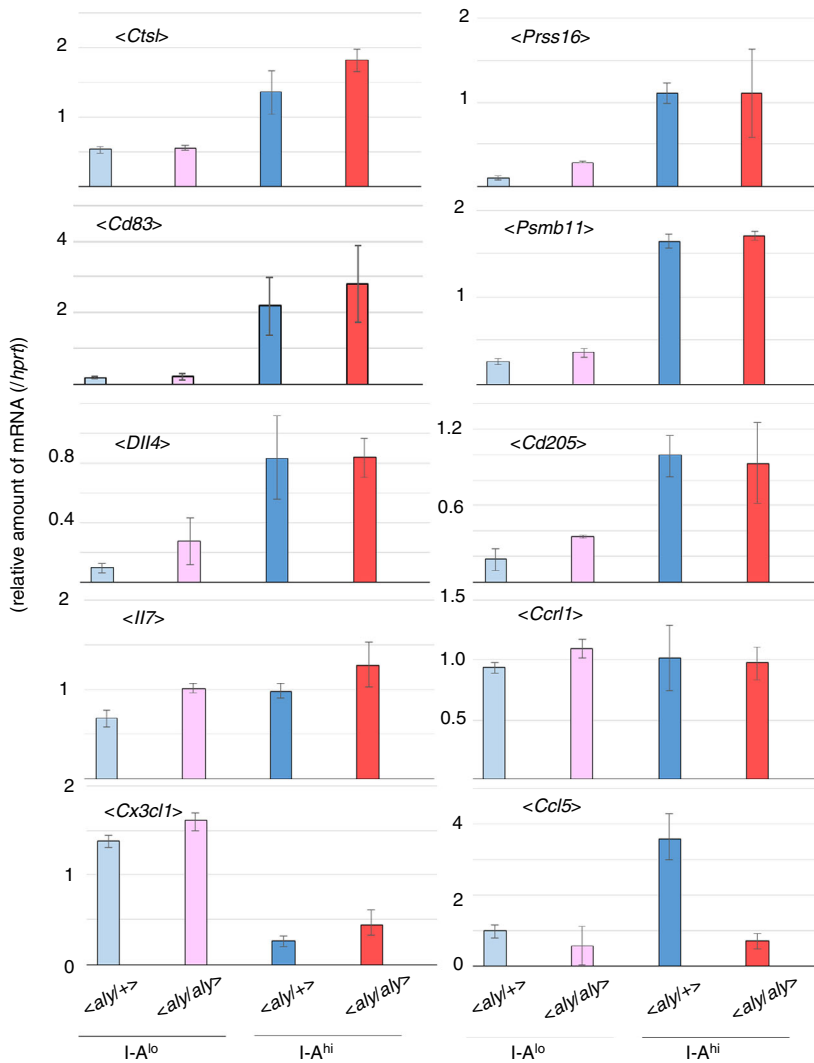 (relative amount of mRNA (/hprt))
<Ctsl>
2
1
<Prss16>
2
1
<Cd83>
4
2
<Psmb11>
2
1
<Dll4>
0.8
0.4
<Cd205>
1.2
0.6
<Il7>
2
1
<Ccrl1>
1.5
1.0
0.5
<Cx3cl1>
2
1
0
<Ccl5>
4
2
0
<aly/+> <aly/aly> <aly/+> <aly/aly>
I-Alo I-Ahi
<aly/+> <aly/aly> <aly/+> <aly/aly>
I-Alo I-Ahi